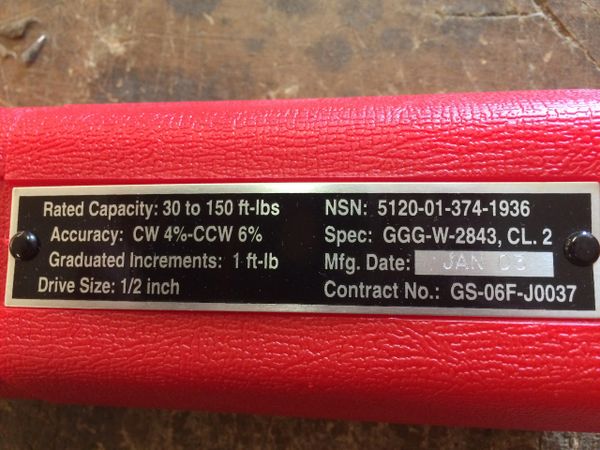 Rated Capacity: 30 to 150 ft-lbs
Accuracy: CW 4%-CCW 6%
Graduated Increments: 1 ft-lb
Drive Size: 1/2 inch
NSN: 5120-01-374-1936
Spec: GGG-W-2843, CL. 2
Mfg. Date: JAN 03
Contract No.: GS-06F-J0037